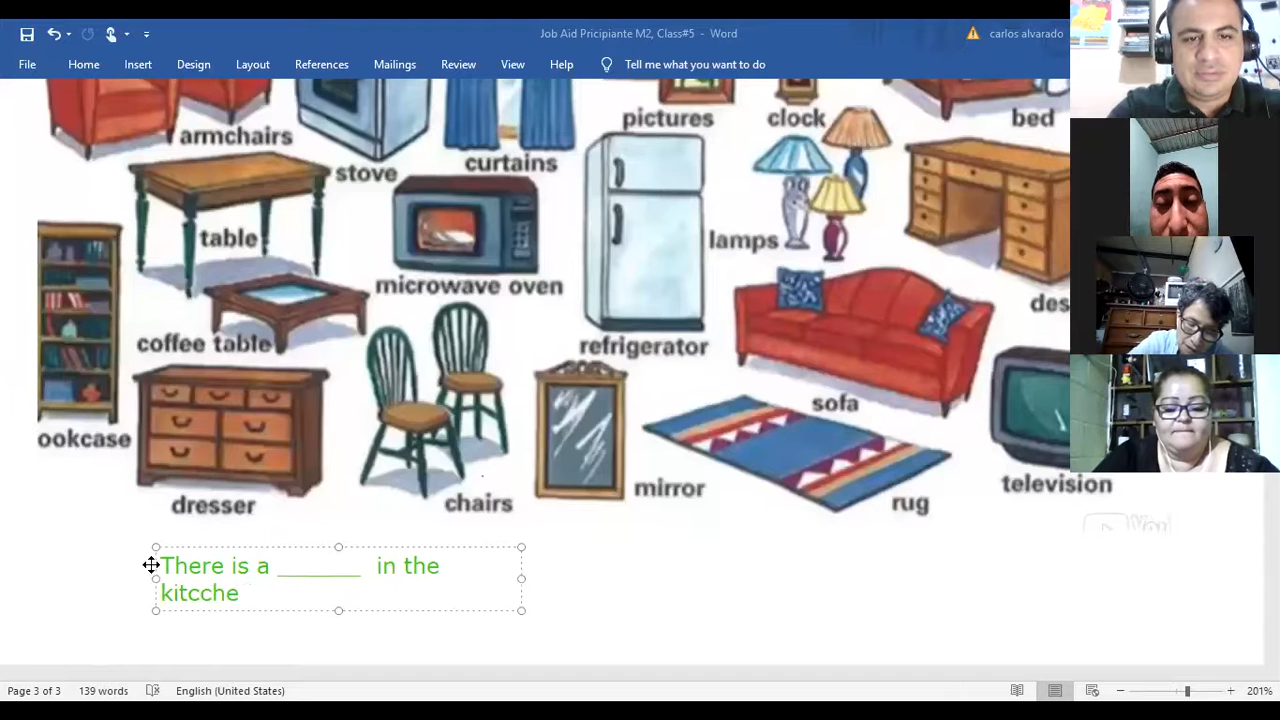 Job Aid Pricipiante M2, Class#5 - Word
carlos alvarado
File Home Insert Design Layout References Mailings Review View Help Tell me what you want to do
armchairs
stove
curtains
pictures
clock
bed
table
microwave oven
lamps
coffee table
refrigerator
sofa
des
ookcase
dresser
chairs
mirror
rug
television
You
There is a ______ in the
kitcche
Page 3 of 3 139 words English (United States) 201%